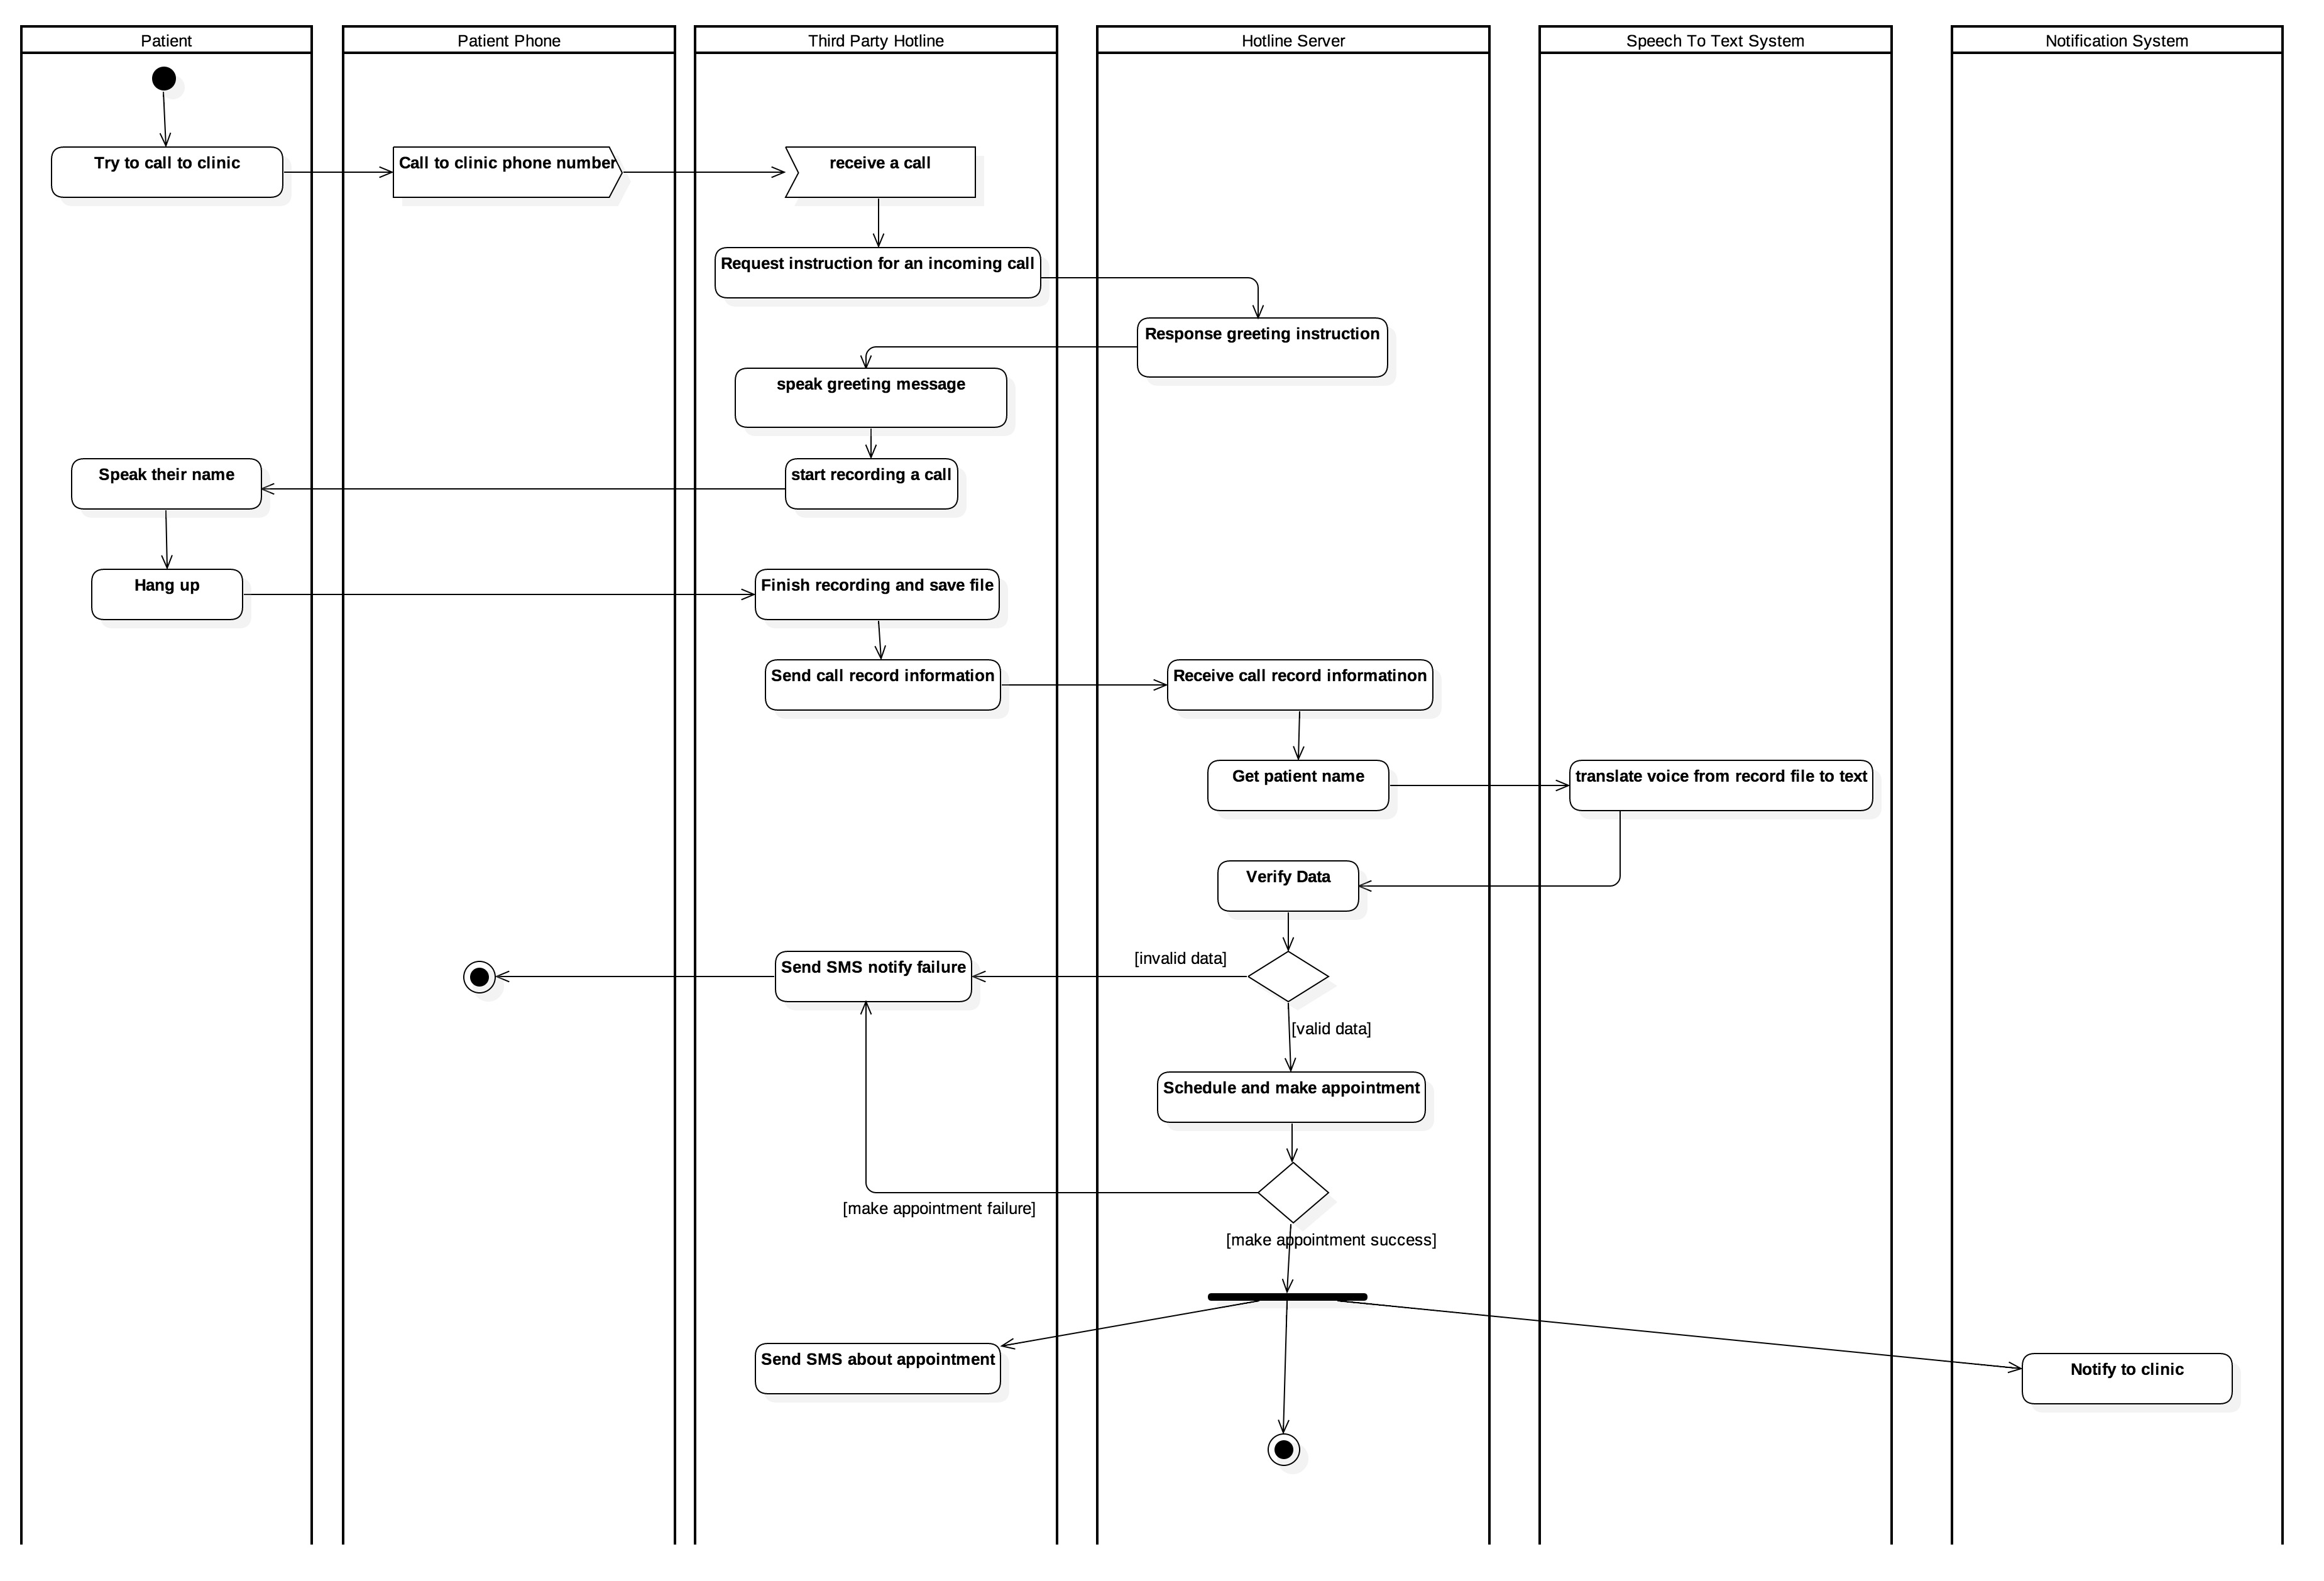 Patient
Patient Phone
Third Party Hotline
Hotline Server
Speech To Text System
Notification System
Try to call to clinic
Call to clinic phone number
receive a call
Request instruction for an incoming call
Response greeting instruction
speak greeting message
Speak their name
start recording a call
Hang up
Finish recording and save file
Send call record information
Receive call record informatinon
Get patient name
translate voice from record file to text
Verify Data
[invalid data]
Send SMS notify failure
[valid data]
Schedule and make appointment
[make appointment failure]
[make appointment success]
Send SMS about appointment
Notify to clinic